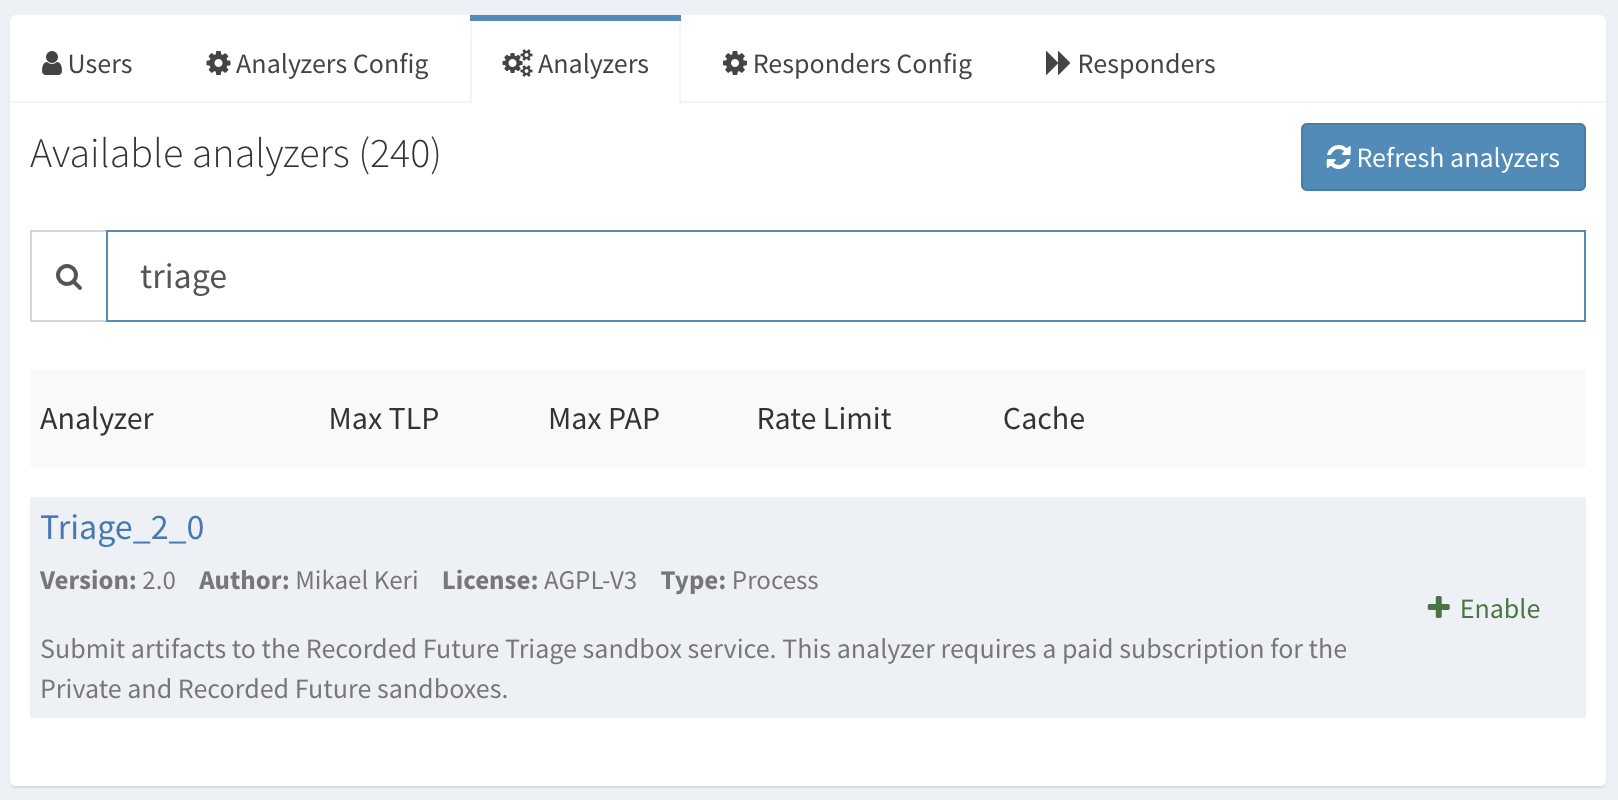 Users Analyzers Config Analyzers Responders Config Responders
Available analyzers (240)
Refresh analyzers
triage
Analyzer Max TLP Max PAP Rate Limit Cache
Triage_2_0
Version: 2.0 Author: Mikael Keri License: AGPL-V3 Type: Process
Enable
Submit artifacts to the Recorded Future Triage sandbox service. This analyzer requires a paid subscription for the
Private and Recorded Future sandboxes.